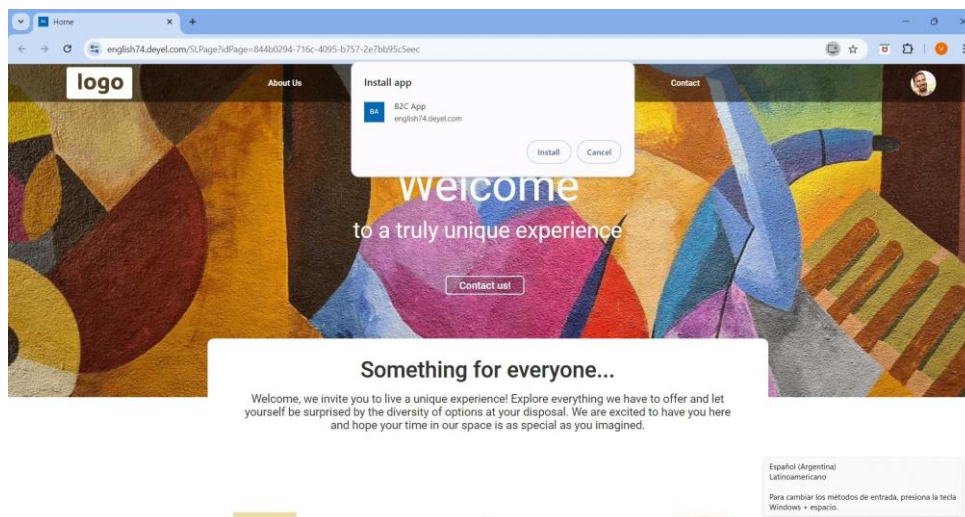 BA
Home
english74.deyel.com/SLPage?idPage=844b0294-716c-4095-b757-2e7bb95c5eec
logo
About Us
Contact
Install app
BA
B2C App
english74.deyel.com
Install
Cancel
Welcome
to a truly unique experience
Contact us!
Something for everyone...
Welcome, we invite you to live a unique experience! Explore everything we have to offer and let
yourself be surprised by the diversity of options at your disposal. We are excited to have you here
and hope your time in our space is as special as you imagined.
Español (Argentina)
Latinoamericano
Para cambiar los métodos de entrada, presiona la tecla
Windows + espacio.